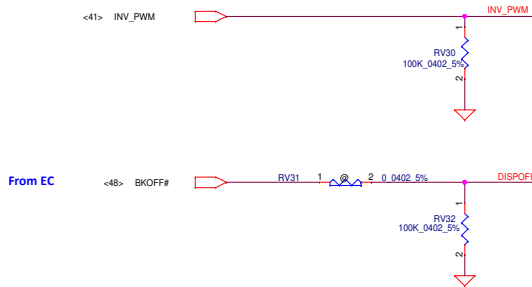 <41> INV_PWM INV_PWM
1
RV30
100K_0402_5%
2
From EC <48> BKOFF# RV31 1 @ 2 0_0402_5%
1
RV32
100K_0402_5%
2